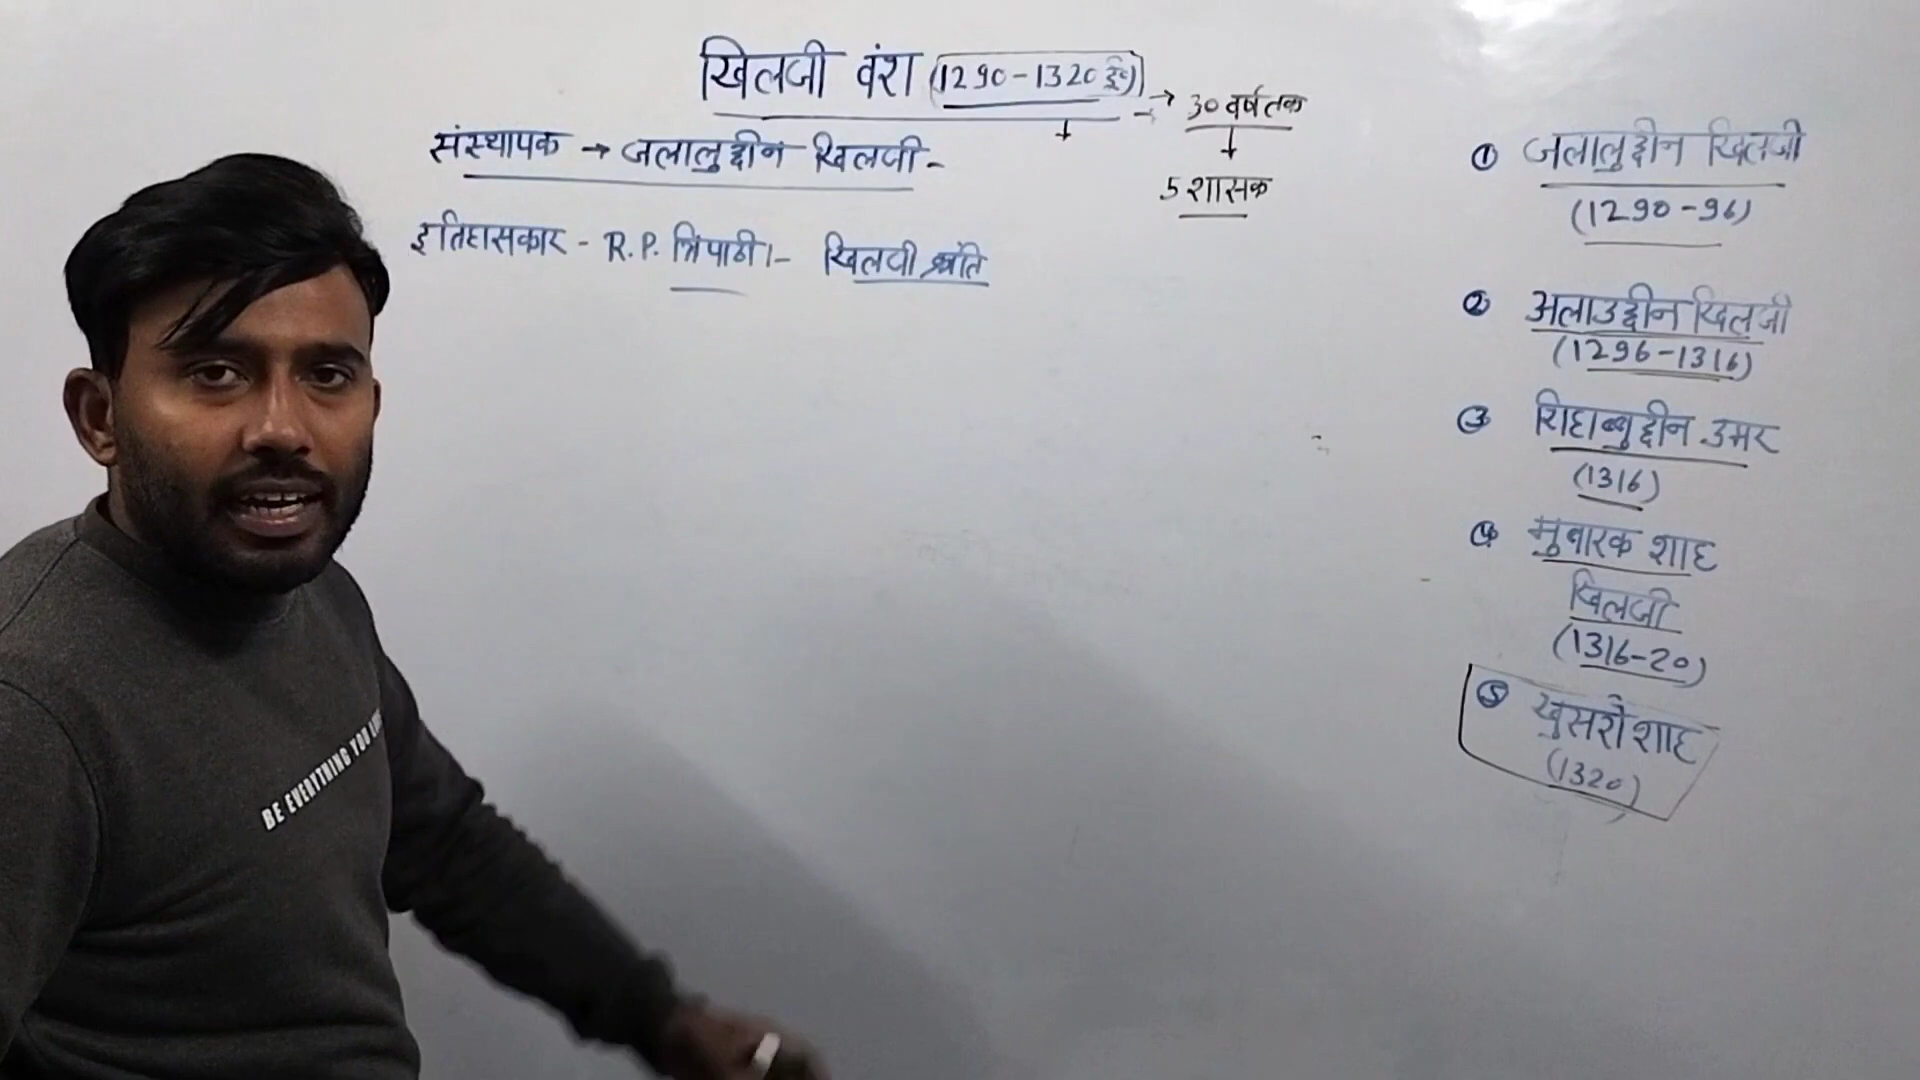 खिलजी वंश (1290-1320 ई०) → 30 वर्ष तक
5 शासक
संस्थापक → जलालुद्दीन खिलजी -
इतिहासकार - R. P. त्रिपाठी - खिलजी क्रांति
① जलालुद्दीन खिलजी
(1290-96)
② अलाउद्दीन खिलजी
(1296-1316)
③ शिहाबुद्दीन उमर
(1316)
④ मुबारक शाह
खिलजी
(1316-20)
⑤ खुसरो शाह
(1320)
BE EVERYTHING YOU